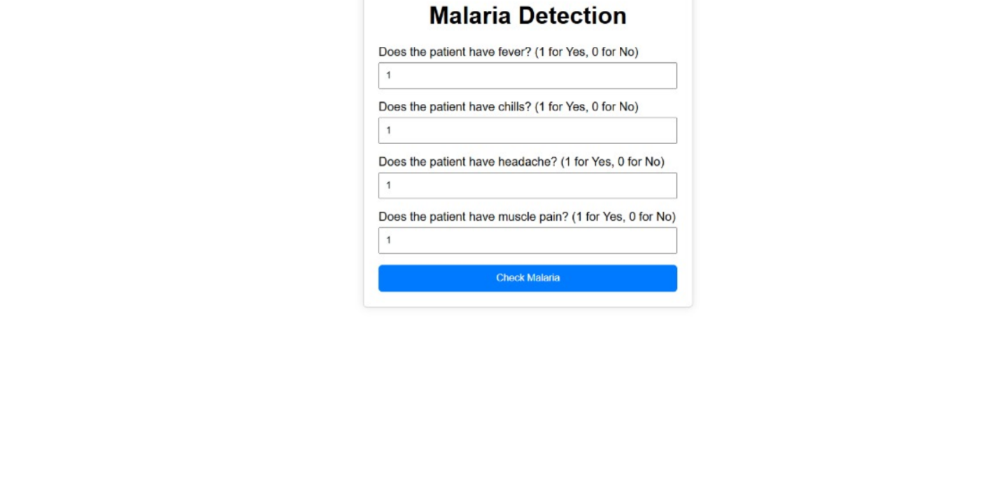 Malaria Detection
Does the patient have fever? (1 for Yes, 0 for No)
1
Does the patient have chills? (1 for Yes, 0 for No)
1
Does the patient have headache? (1 for Yes, 0 for No)
1
Does the patient have muscle pain? (1 for Yes, 0 for No)
1
Check Malaria